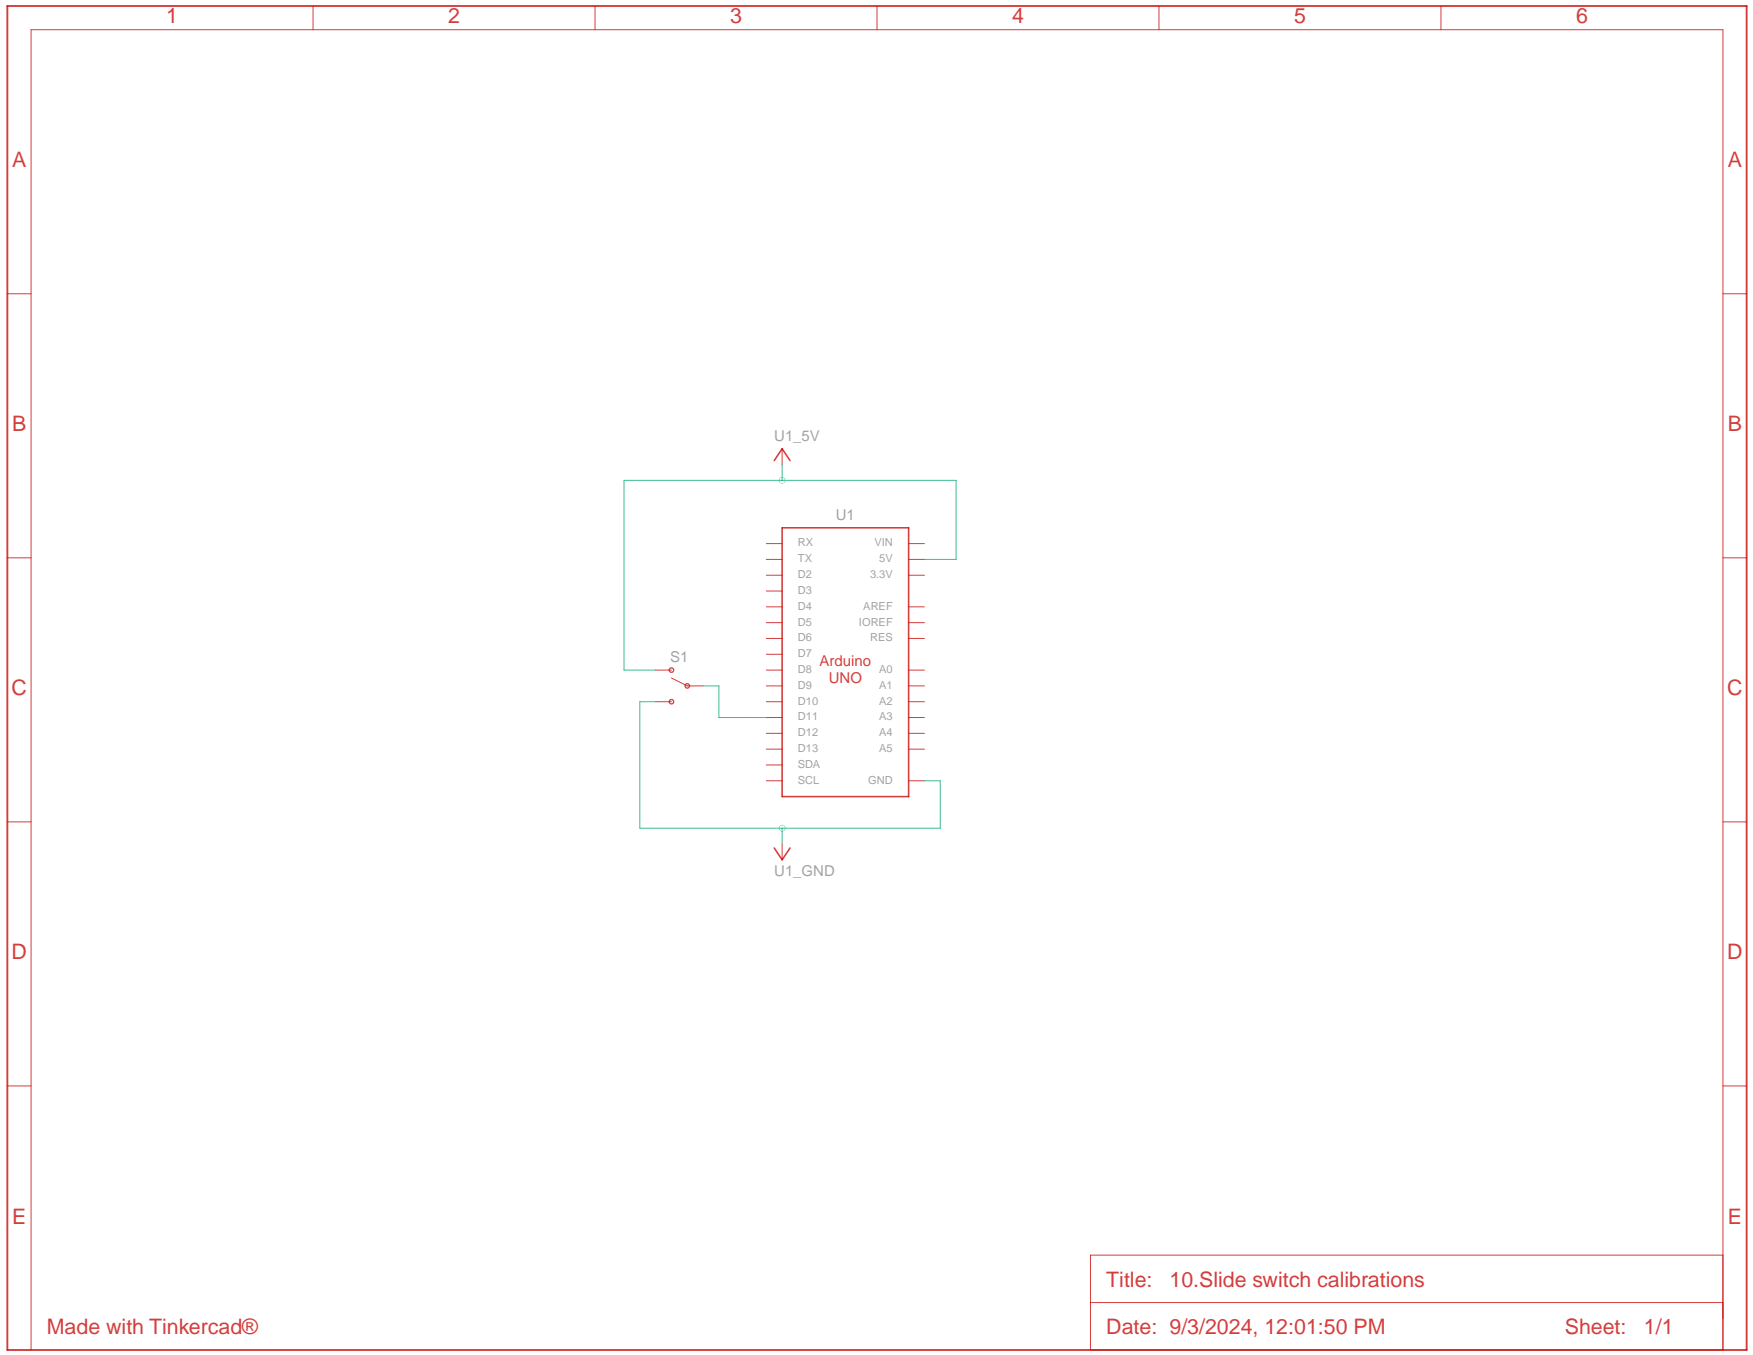 1 2 3 4 5 6
A A
B B
U1_5V
U1
RX VIN
TX 5V
D2 3.3V
D3
D4 AREF
D5 IOREF
D6 RES
D7
S1
Arduino
D8 A0
UNO
C C
D9 A1
D10 A2
D11 A3
D12 A4
D13 A5
SDA
SCL GND
U1_GND
D D
E E
Title: 10.Slide switch calibrations
Made with Tinkercad®
Date: 9/3/2024, 12:01:50 PM Sheet: 1/1